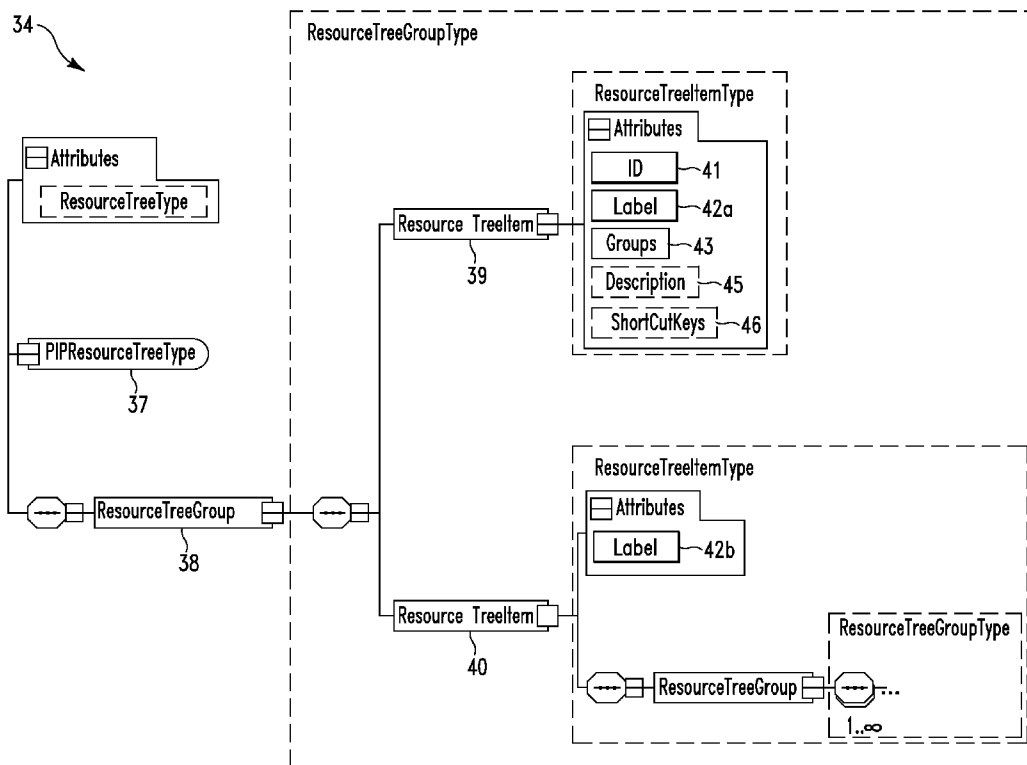 34
ResourceTreeGroupType
ResourceTreeItemType
Attributes
ID
41
Label
42a
Groups
43
Description
45
ShortCutKeys
46
Attributes
ResourceTreeType
Resource TreeItem
39
PIPResourceTreeType
37
ResourceTreeGroup
38
ResourceTreeItemType
Attributes
Label
42b
Resource TreeItem
40
ResourceTreeGroupType
ResourceTreeGroup
...
1..∞